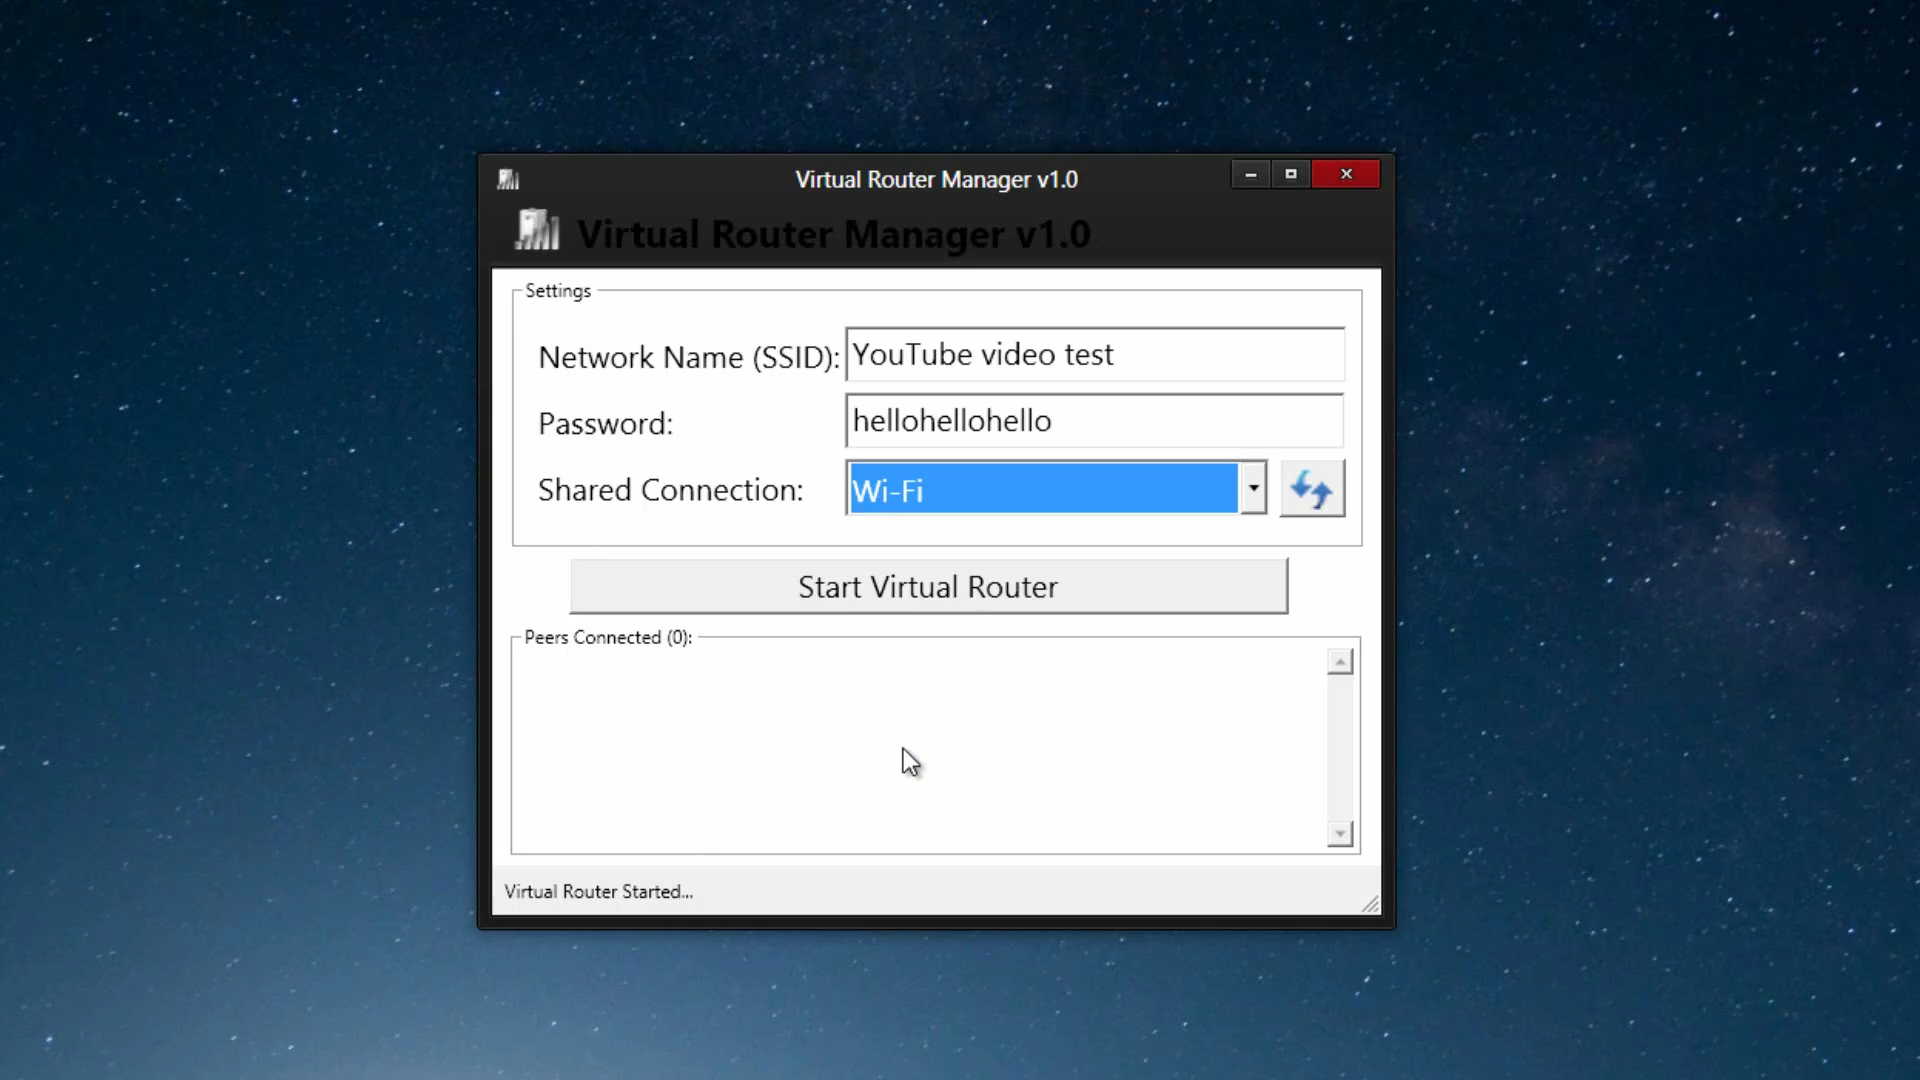 Virtual Router Manager v1.0
Virtual Router Manager v1.0
Settings
Network Name (SSID): YouTube video test
Password: hellohellohello
Shared Connection: Wi-Fi
Start Virtual Router
Peers Connected (0):
Virtual Router Started...